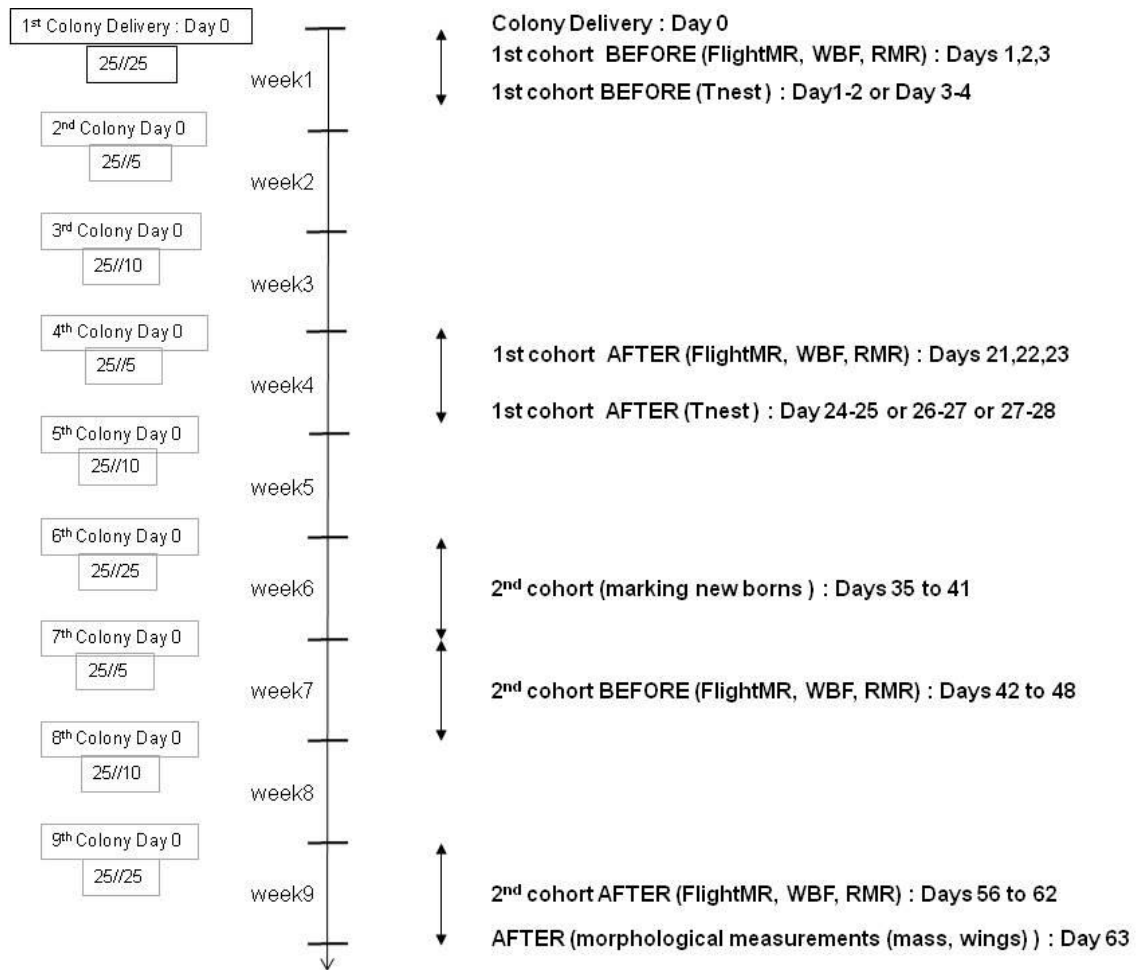 1st Colony Delivery : Day 0
25//25
week1
Colony Delivery : Day 0
1st cohort BEFORE (FlightMR, WBF, RMR) : Days 1,2,3
1st cohort BEFORE (Tnest) : Day1-2 or Day 3-4
2nd Colony Day 0
25//5
week2
3rd Colony Day 0
25//10
week3
4th Colony Day 0
25//5
week4
1st cohort AFTER (FlightMR, WBF, RMR) : Days 21,22,23
1st cohort AFTER (Tnest) : Day 24-25 or 26-27 or 27-28
5th Colony Day 0
25//10
week5
6th Colony Day 0
25//25
week6
2nd cohort (marking new borns ) : Days 35 to 41
7th Colony Day 0
25//5
week7
2nd cohort BEFORE (FlightMR, WBF, RMR) : Days 42 to 48
8th Colony Day 0
25//10
week8
9th Colony Day 0
25//25
week9
2nd cohort AFTER (FlightMR, WBF, RMR) : Days 56 to 62
AFTER (morphological measurements (mass, wings) ) : Day 63